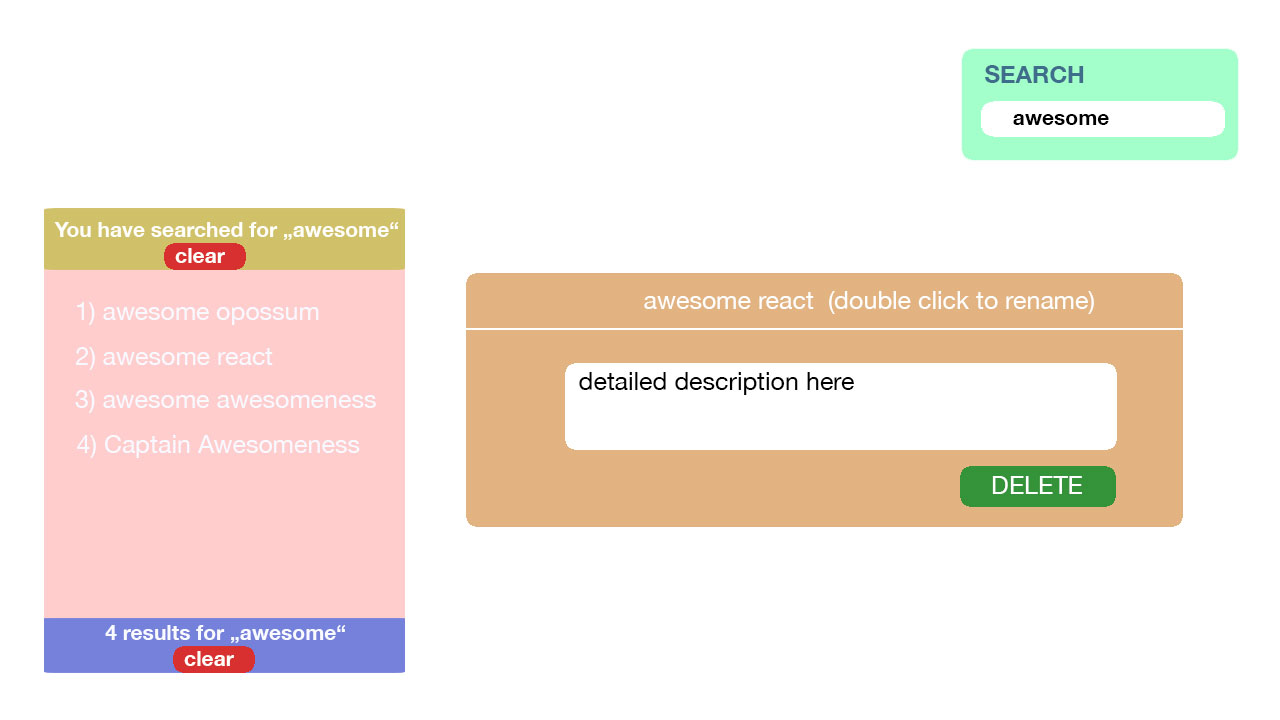 SEARCH
awesome
You have searched for „awesome“
clear
1) awesome opossum
2) awesome react
3) awesome awesomeness
4) Captain Awesomeness
4 results for „awesome“
clear
awesome react (double click to rename)
detailed description here
DELETE